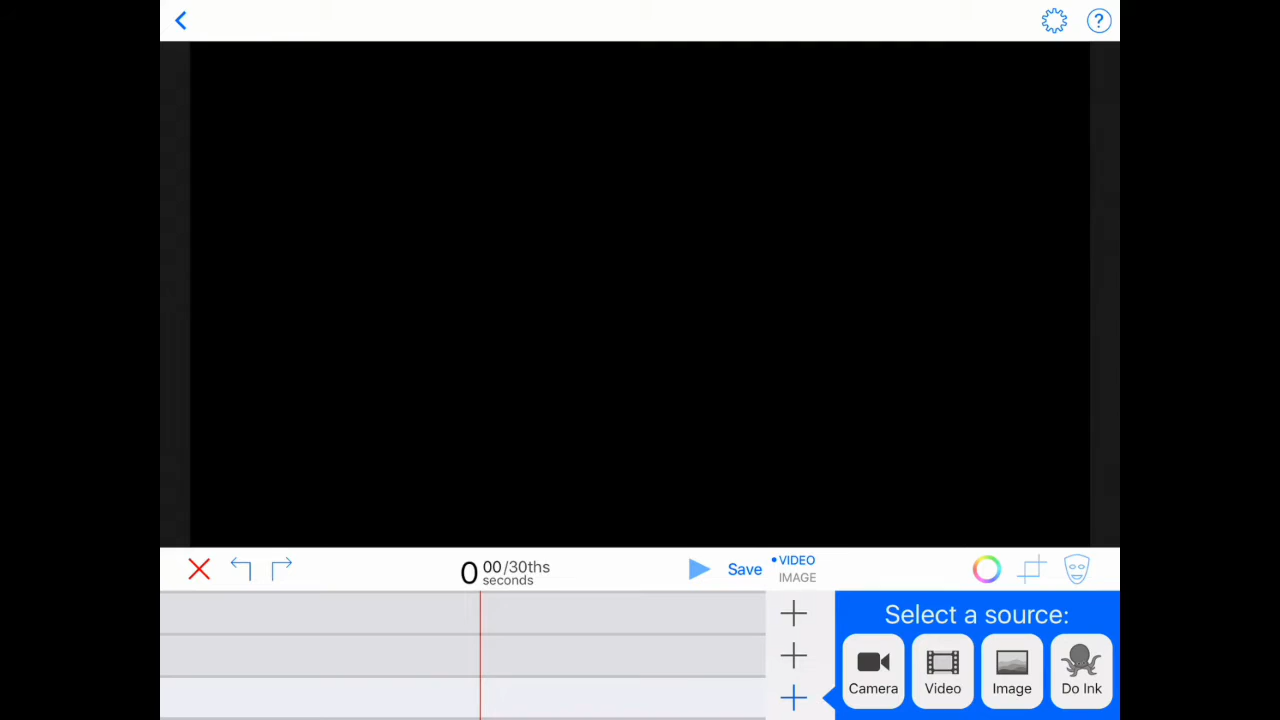 ?
0 00/30ths seconds
Save
VIDEO
IMAGE
Select a source:
Camera
Video
Image
Do Ink